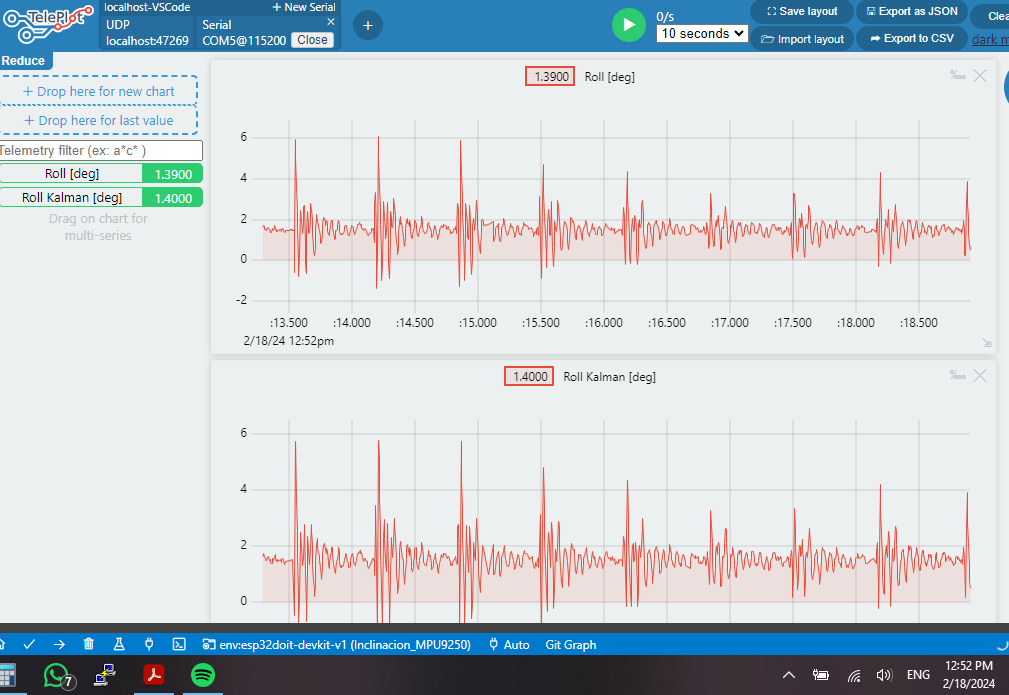 TelePlot
localhost-VSCode
UDP
localhost:47269
+ New Serial
Serial
COM5@115200 Close
+
0/s
10 seconds
Save layout
Export as JSON
Clea
Import layout
Export to CSV
dark m
Reduce
+ Drop here for new chart
+ Drop here for last value
Telemetry filter (ex: a*c* )
Roll [deg] 1.3900
Roll Kalman [deg] 1.4000
Drag on chart for
multi-series
1.3900 Roll [deg]
6
4
2
0
-2
:13.500 :14.000 :14.500 :15.000 :15.500 :16.000 :16.500 :17.000 :17.500 :18.000 :18.500
2/18/24 12:52pm
1.4000 Roll Kalman [deg]
6
4
2
0
env:esp32doit-devkit-v1 (Inclinacion_MPU9250) Auto Git Graph
7
ENG
12:52 PM
2/18/2024